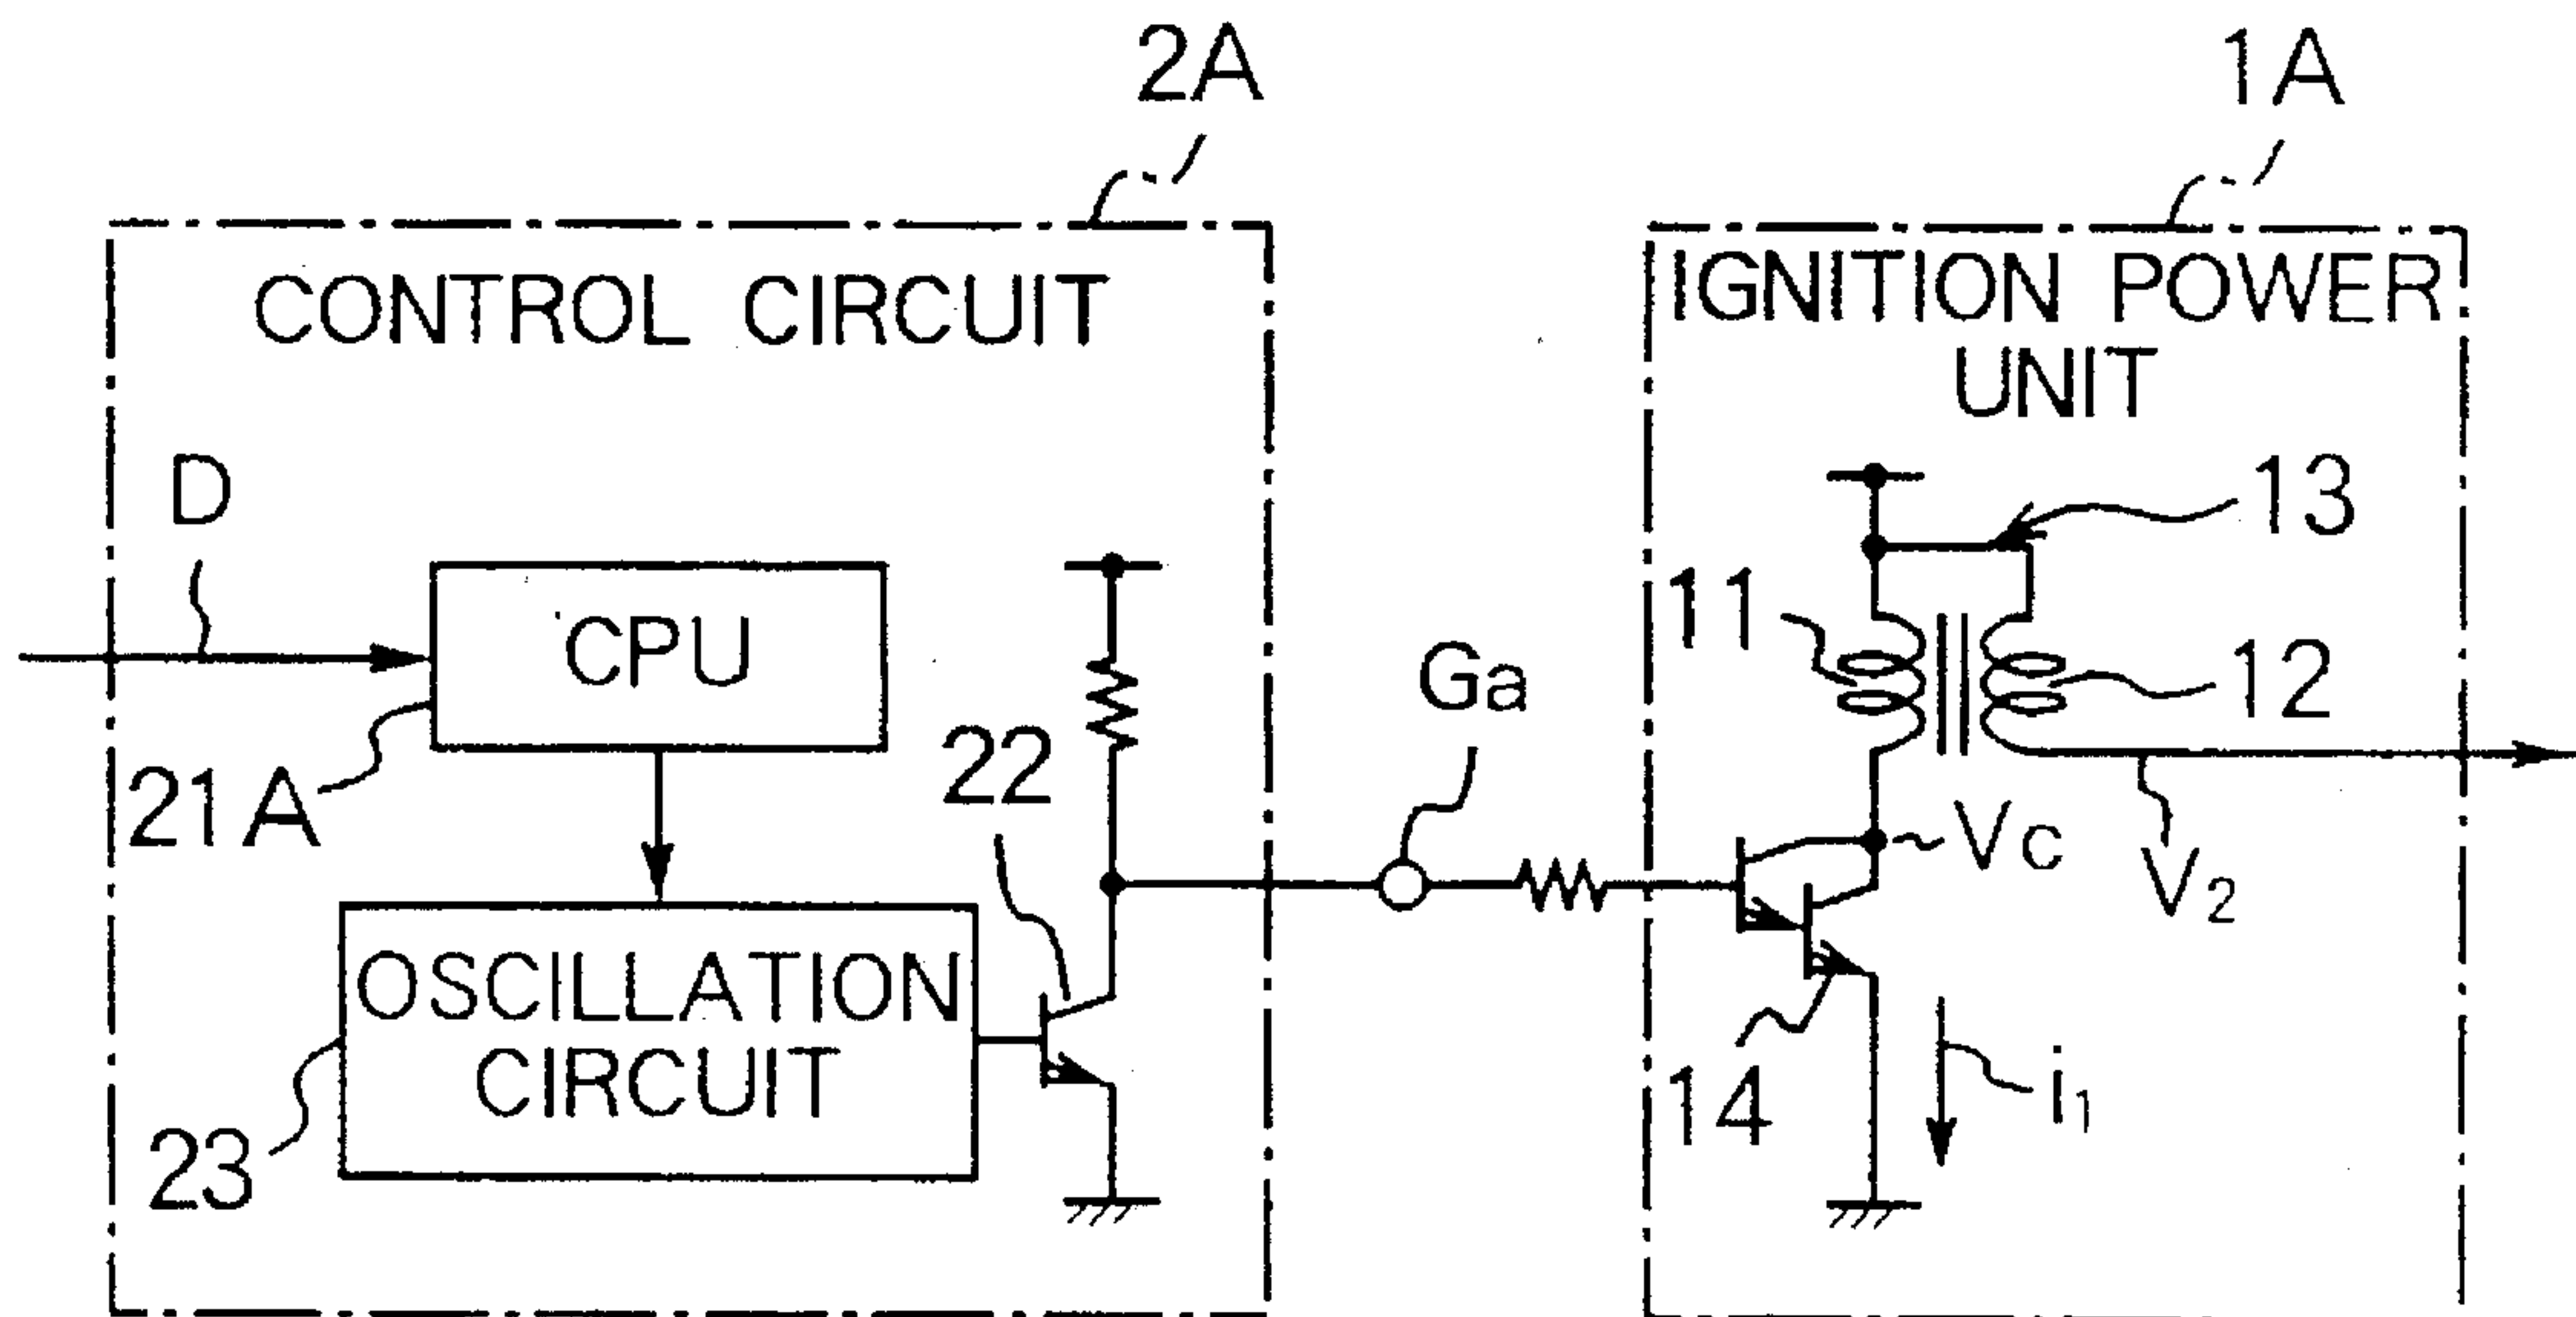 2A
1A
CONTROL CIRCUIT
IGNITION POWER
UNIT
D
13
CPU
11
Ga
12
21A
22
Vc
V2
OSCILLATION
CIRCUIT
14
i1
23